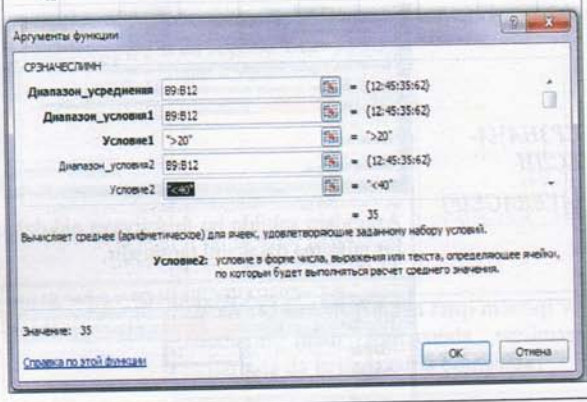 Аргументы функции
СРЗНАЧЕСЛИМН
Диапазон_усреднения B9:B12 = {12:45:35:62}
Диапазон_условия1 B9:B12 = {12:45:35:62}
Условие1 ">20" = ">20"
Диапазон_условия2 B9:B12 = {12:45:35:62}
Условие2 "<40" = "<40"
= 35
Вычисляет среднее (арифметическое) для ячеек, удовлетворяющие заданному набору условий.
Условие2: условие в форме числа, выражения или текста, определяющее ячейки,
по которым будет выполняться расчет среднего значения.
Значение: 35
Справка по этой функции
ОК
Отмена